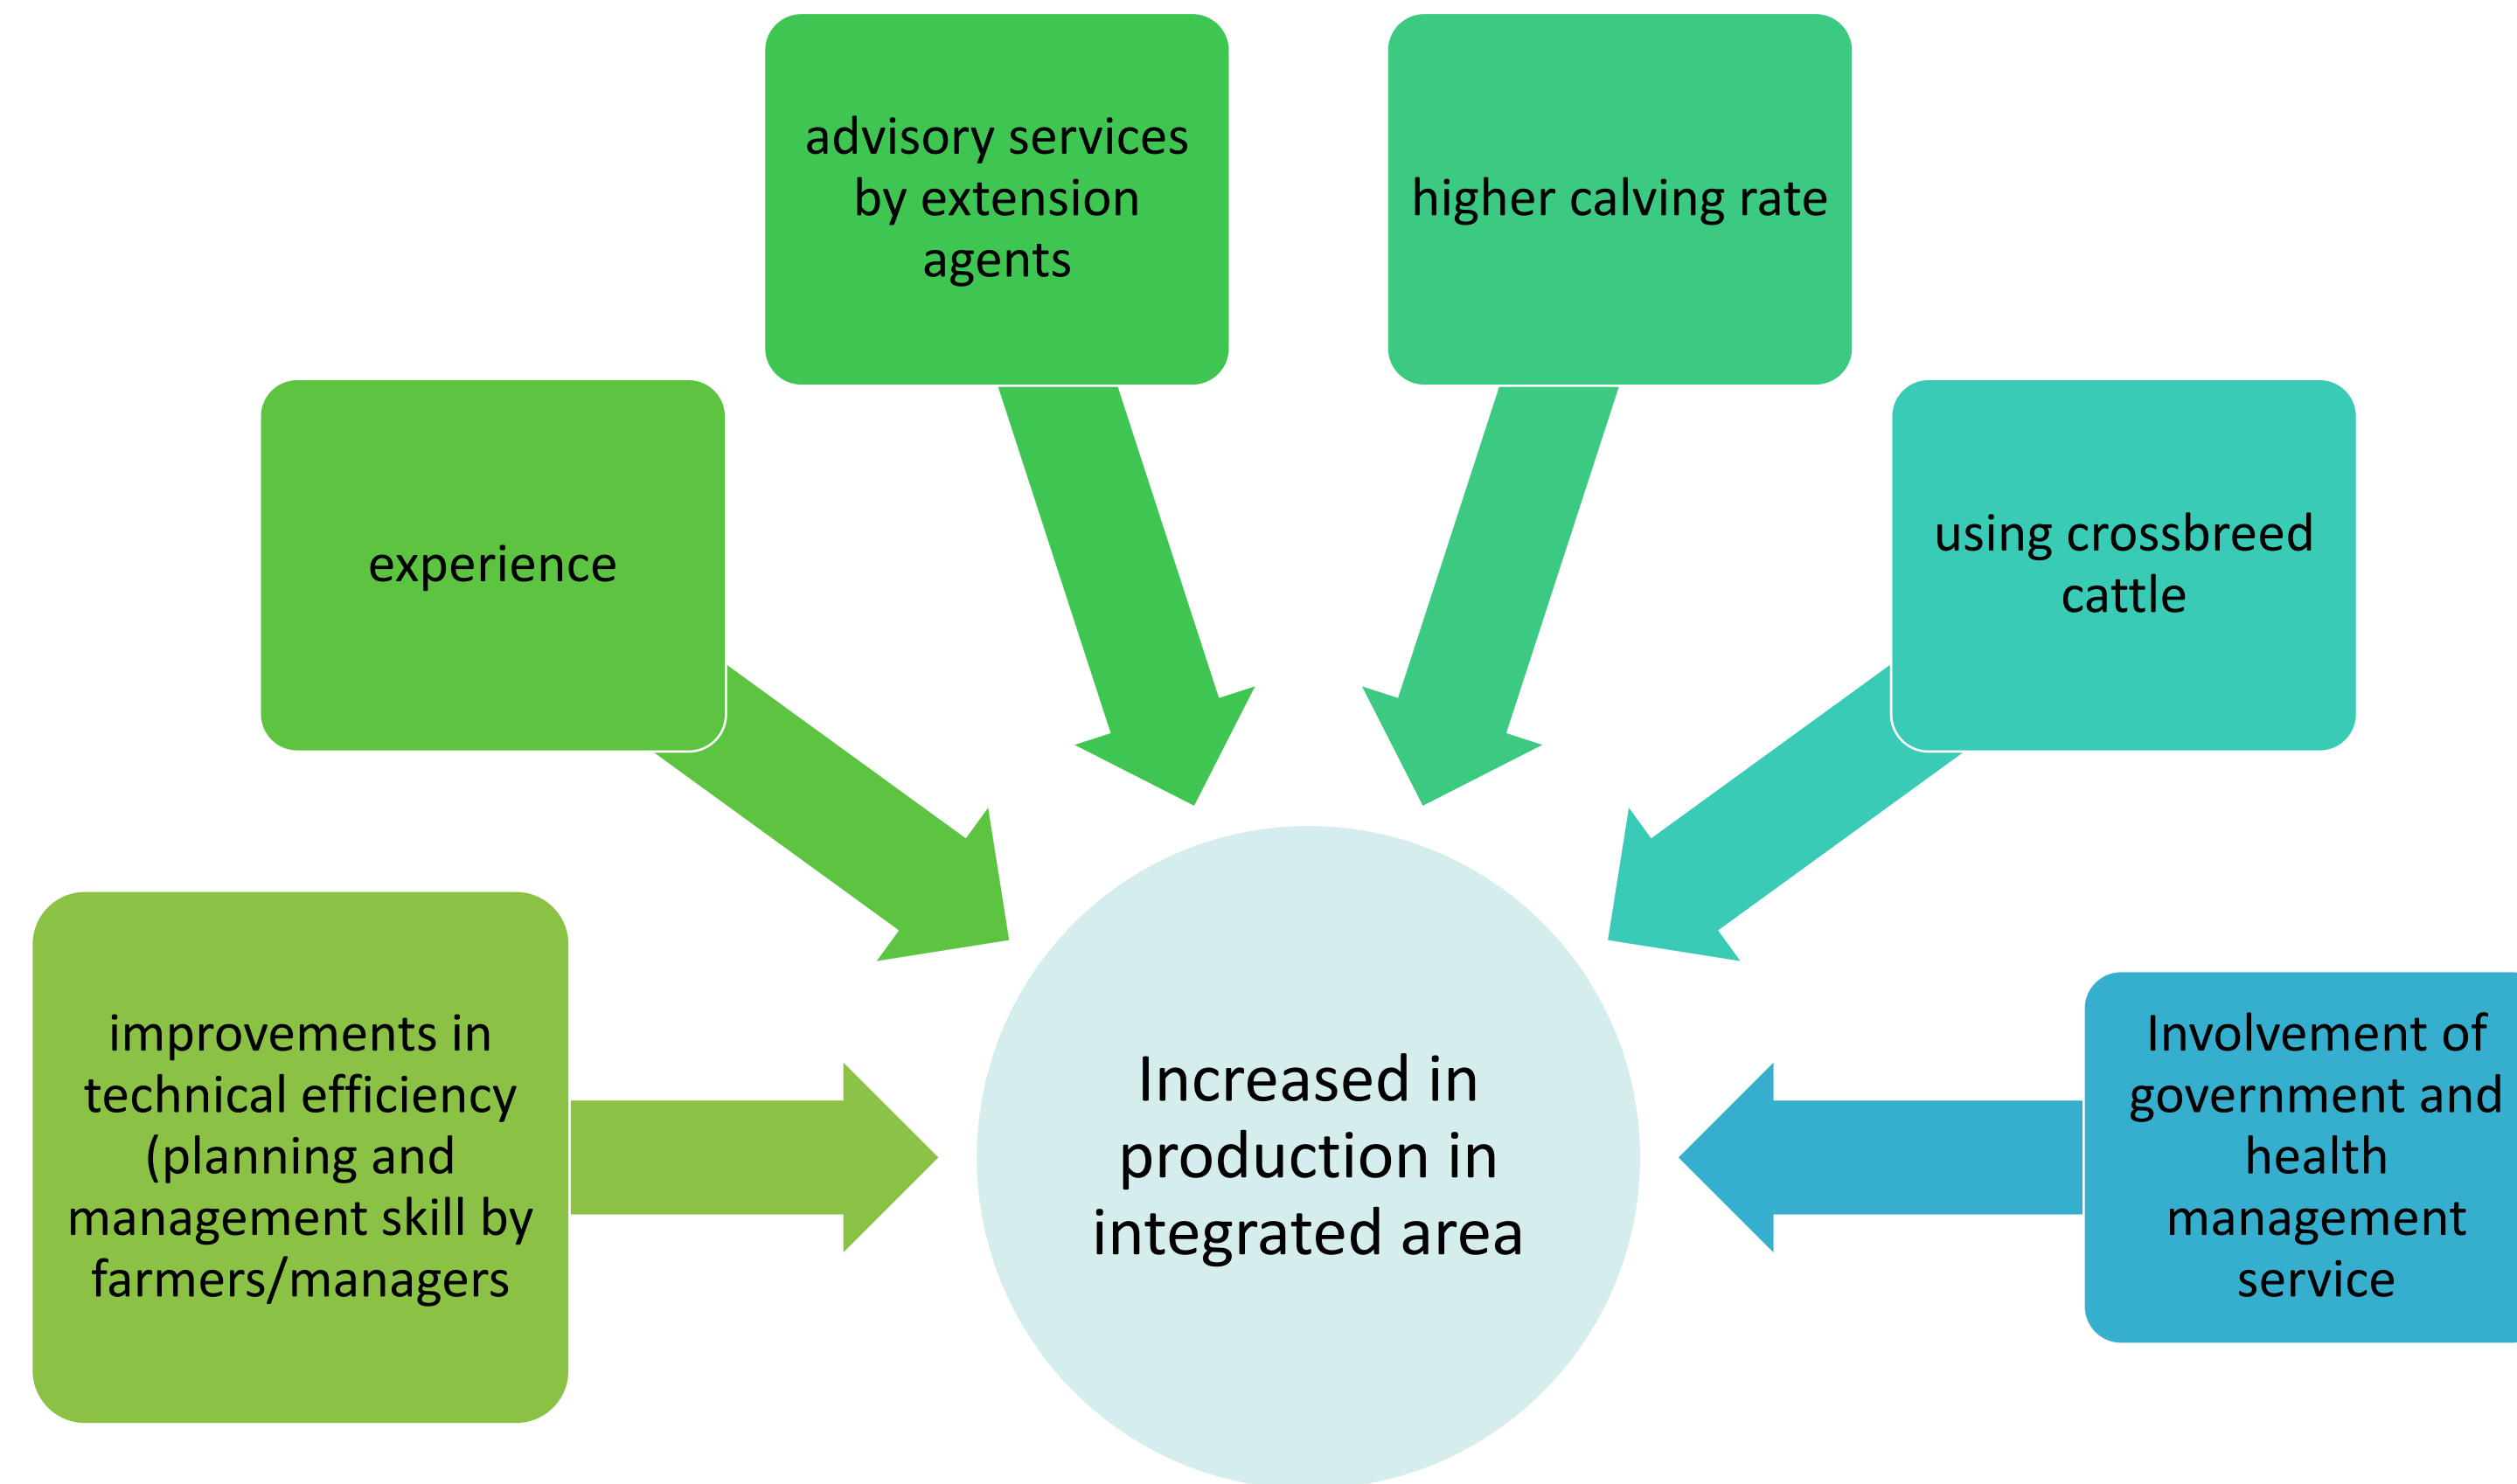 advisory services
by extension
agents
higher calving rate
experience
using crossbreed
cattle
improvements in
technical efficiency
(planning and
management skill by
farmers/managers
Increased in
production in
integrated area
Involvement of
government and
health
management
service